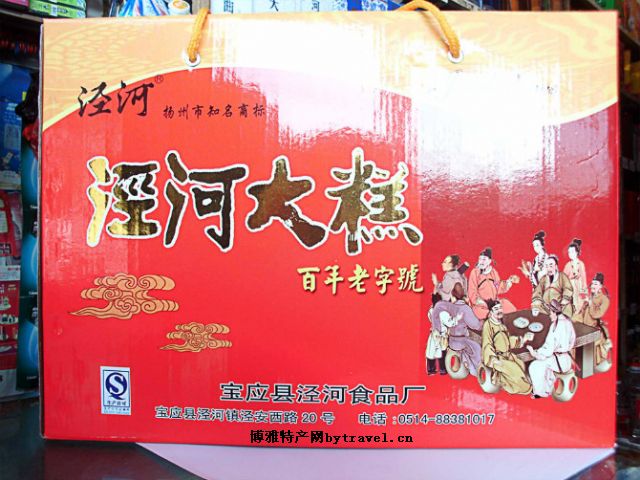 泾河®
扬州市知名商标
泾河大糕
百年老字號
宝应县泾河食品厂
宝应县泾河镇泾安西路20号 电话:0514-88381017
博雅特产网bytravel.cn